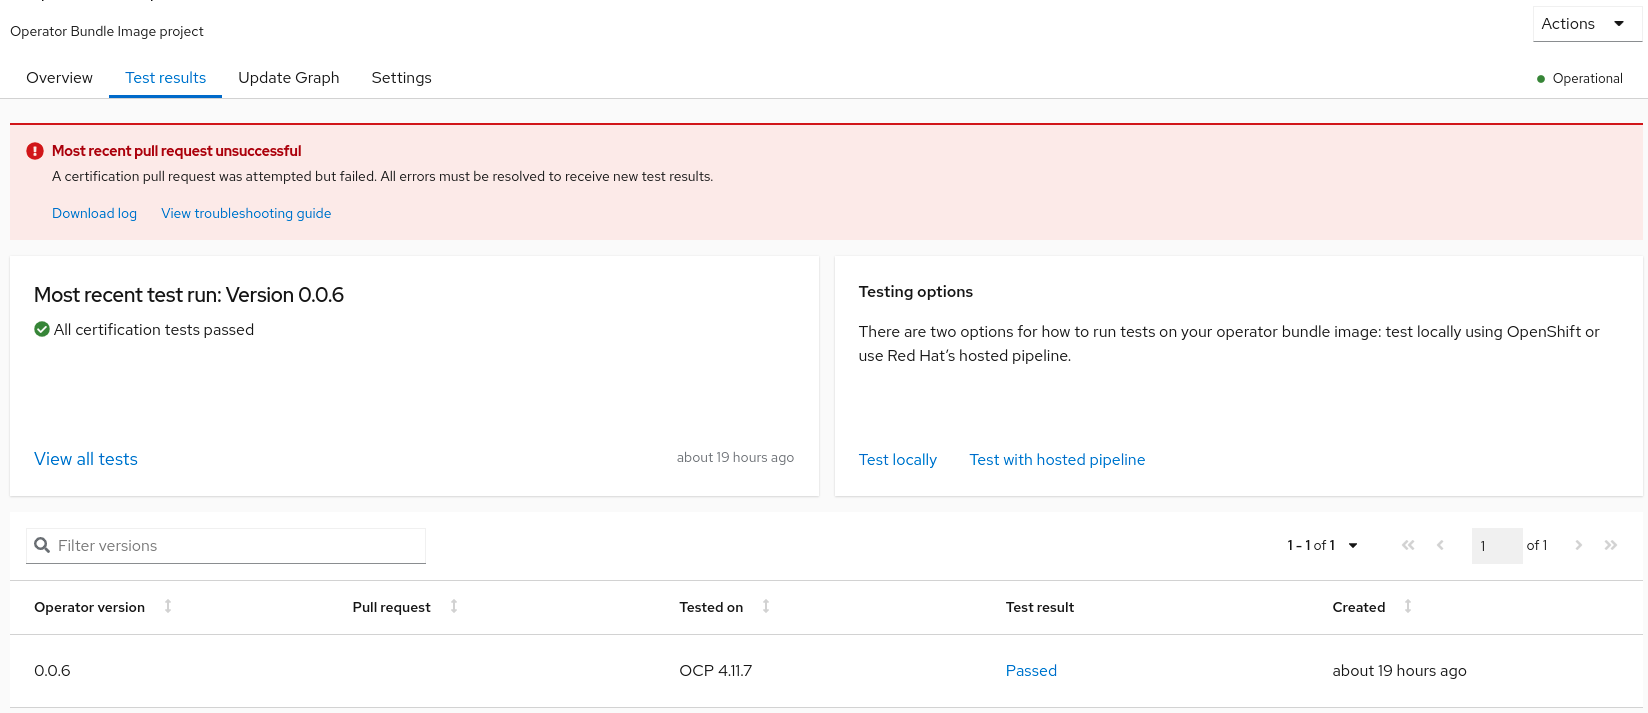 Operator Bundle Image project
Actions
Overview Test results Update Graph Settings
Operational
Most recent pull request unsuccessful
A certification pull request was attempted but failed. All errors must be resolved to receive new test results.
Download log View troubleshooting guide
Most recent test run: Version 0.0.6
All certification tests passed
View all tests
about 19 hours ago
Testing options
There are two options for how to run tests on your operator bundle image: test locally using OpenShift or
use Red Hat’s hosted pipeline.
Test locally Test with hosted pipeline
Filter versions
1 - 1 of 1
1 of 1
Operator version Pull request Tested on Test result Created
0.0.6 OCP 4.11.7 Passed about 19 hours ago